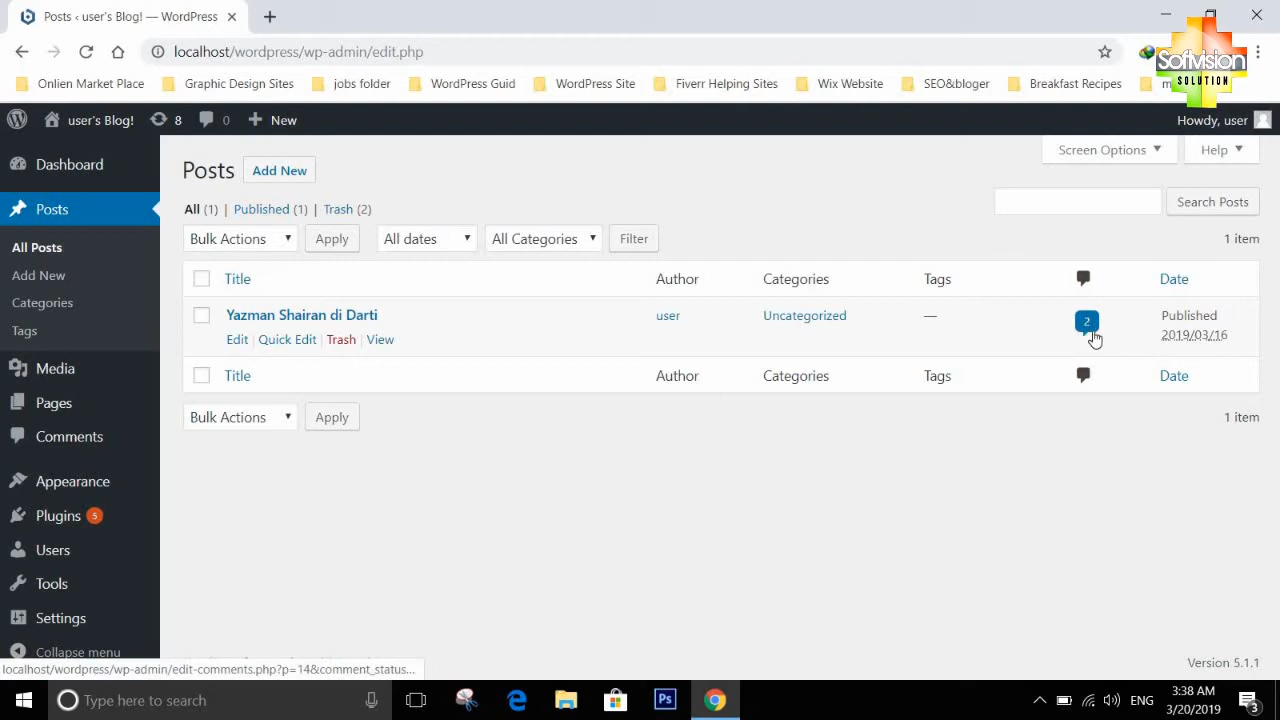 Posts ‹ user's Blog! — WordPress
localhost/wordpress/wp-admin/edit.php
Onlien Market Place
Graphic Design Sites
jobs folder
WordPress Guid
WordPress Site
Fiverr Helping Sites
Wix Website
SEO&bloger
Breakfast Recpies
Sofvision
SOLUTION
user's Blog!
8
0
New
Howdy, user
Dashboard
Posts
All Posts
Add New
Categories
Tags
Media
Pages
Comments
Appearance
Plugins 5
Users
Tools
Settings
Collapse menu
Screen Options
Help
Posts
Add New
All (1) | Published (1) | Trash (2)
Search Posts
Bulk Actions
Apply
All dates
All Categories
Filter
1 item
Title
Author
Categories
Tags
Date
Yazman Shairan di Darti
user
Uncategorized
—
2
Published
2019/03/16
Edit | Quick Edit | Trash | View
Title
Author
Categories
Tags
Date
Bulk Actions
Apply
1 item
Version 5.1.1
localhost/wordpress/wp-admin/edit-comments.php?p=14&comment_status...
Type here to search
Ps
ENG
3:38 AM
3/20/2019
3